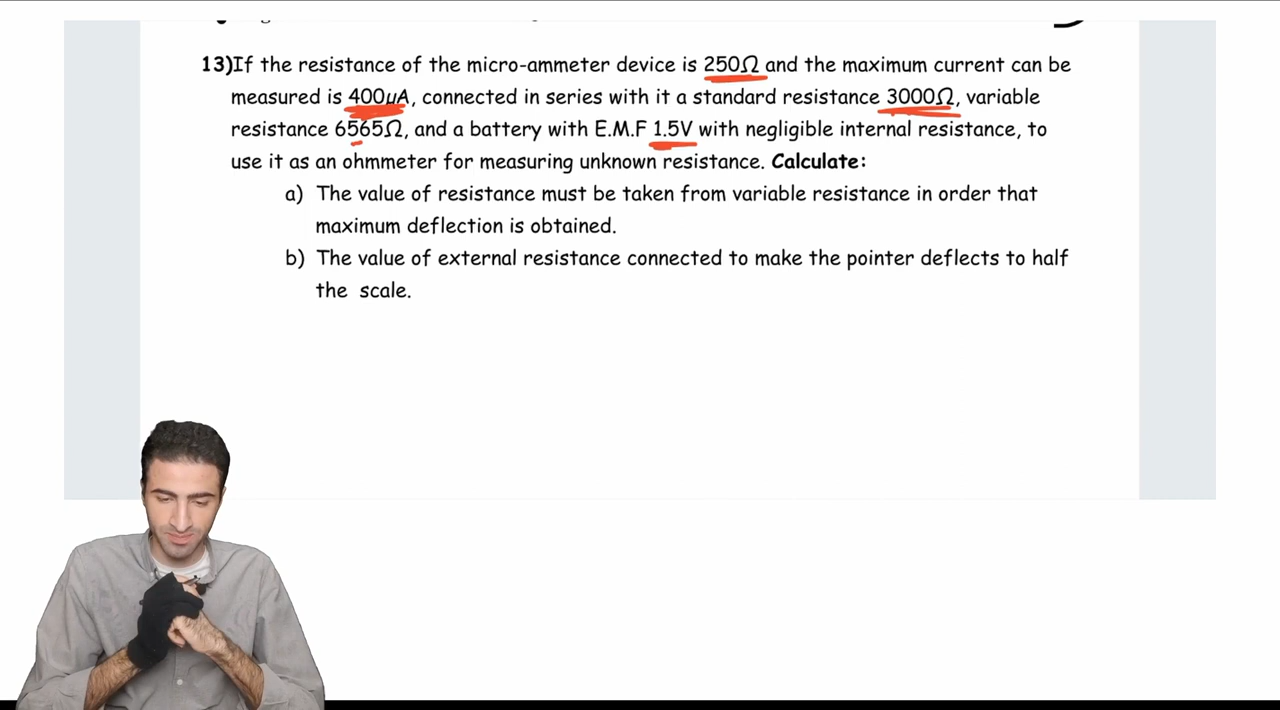 13)If the resistance of the micro-ammeter device is 250Ω and the maximum current can be
measured is 400μA, connected in series with it a standard resistance 3000Ω, variable
resistance 6565Ω, and a battery with E.M.F 1.5V with negligible internal resistance, to
use it as an ohmmeter for measuring unknown resistance. Calculate:
a) The value of resistance must be taken from variable resistance in order that
maximum deflection is obtained.
b) The value of external resistance connected to make the pointer deflects to half
the scale.